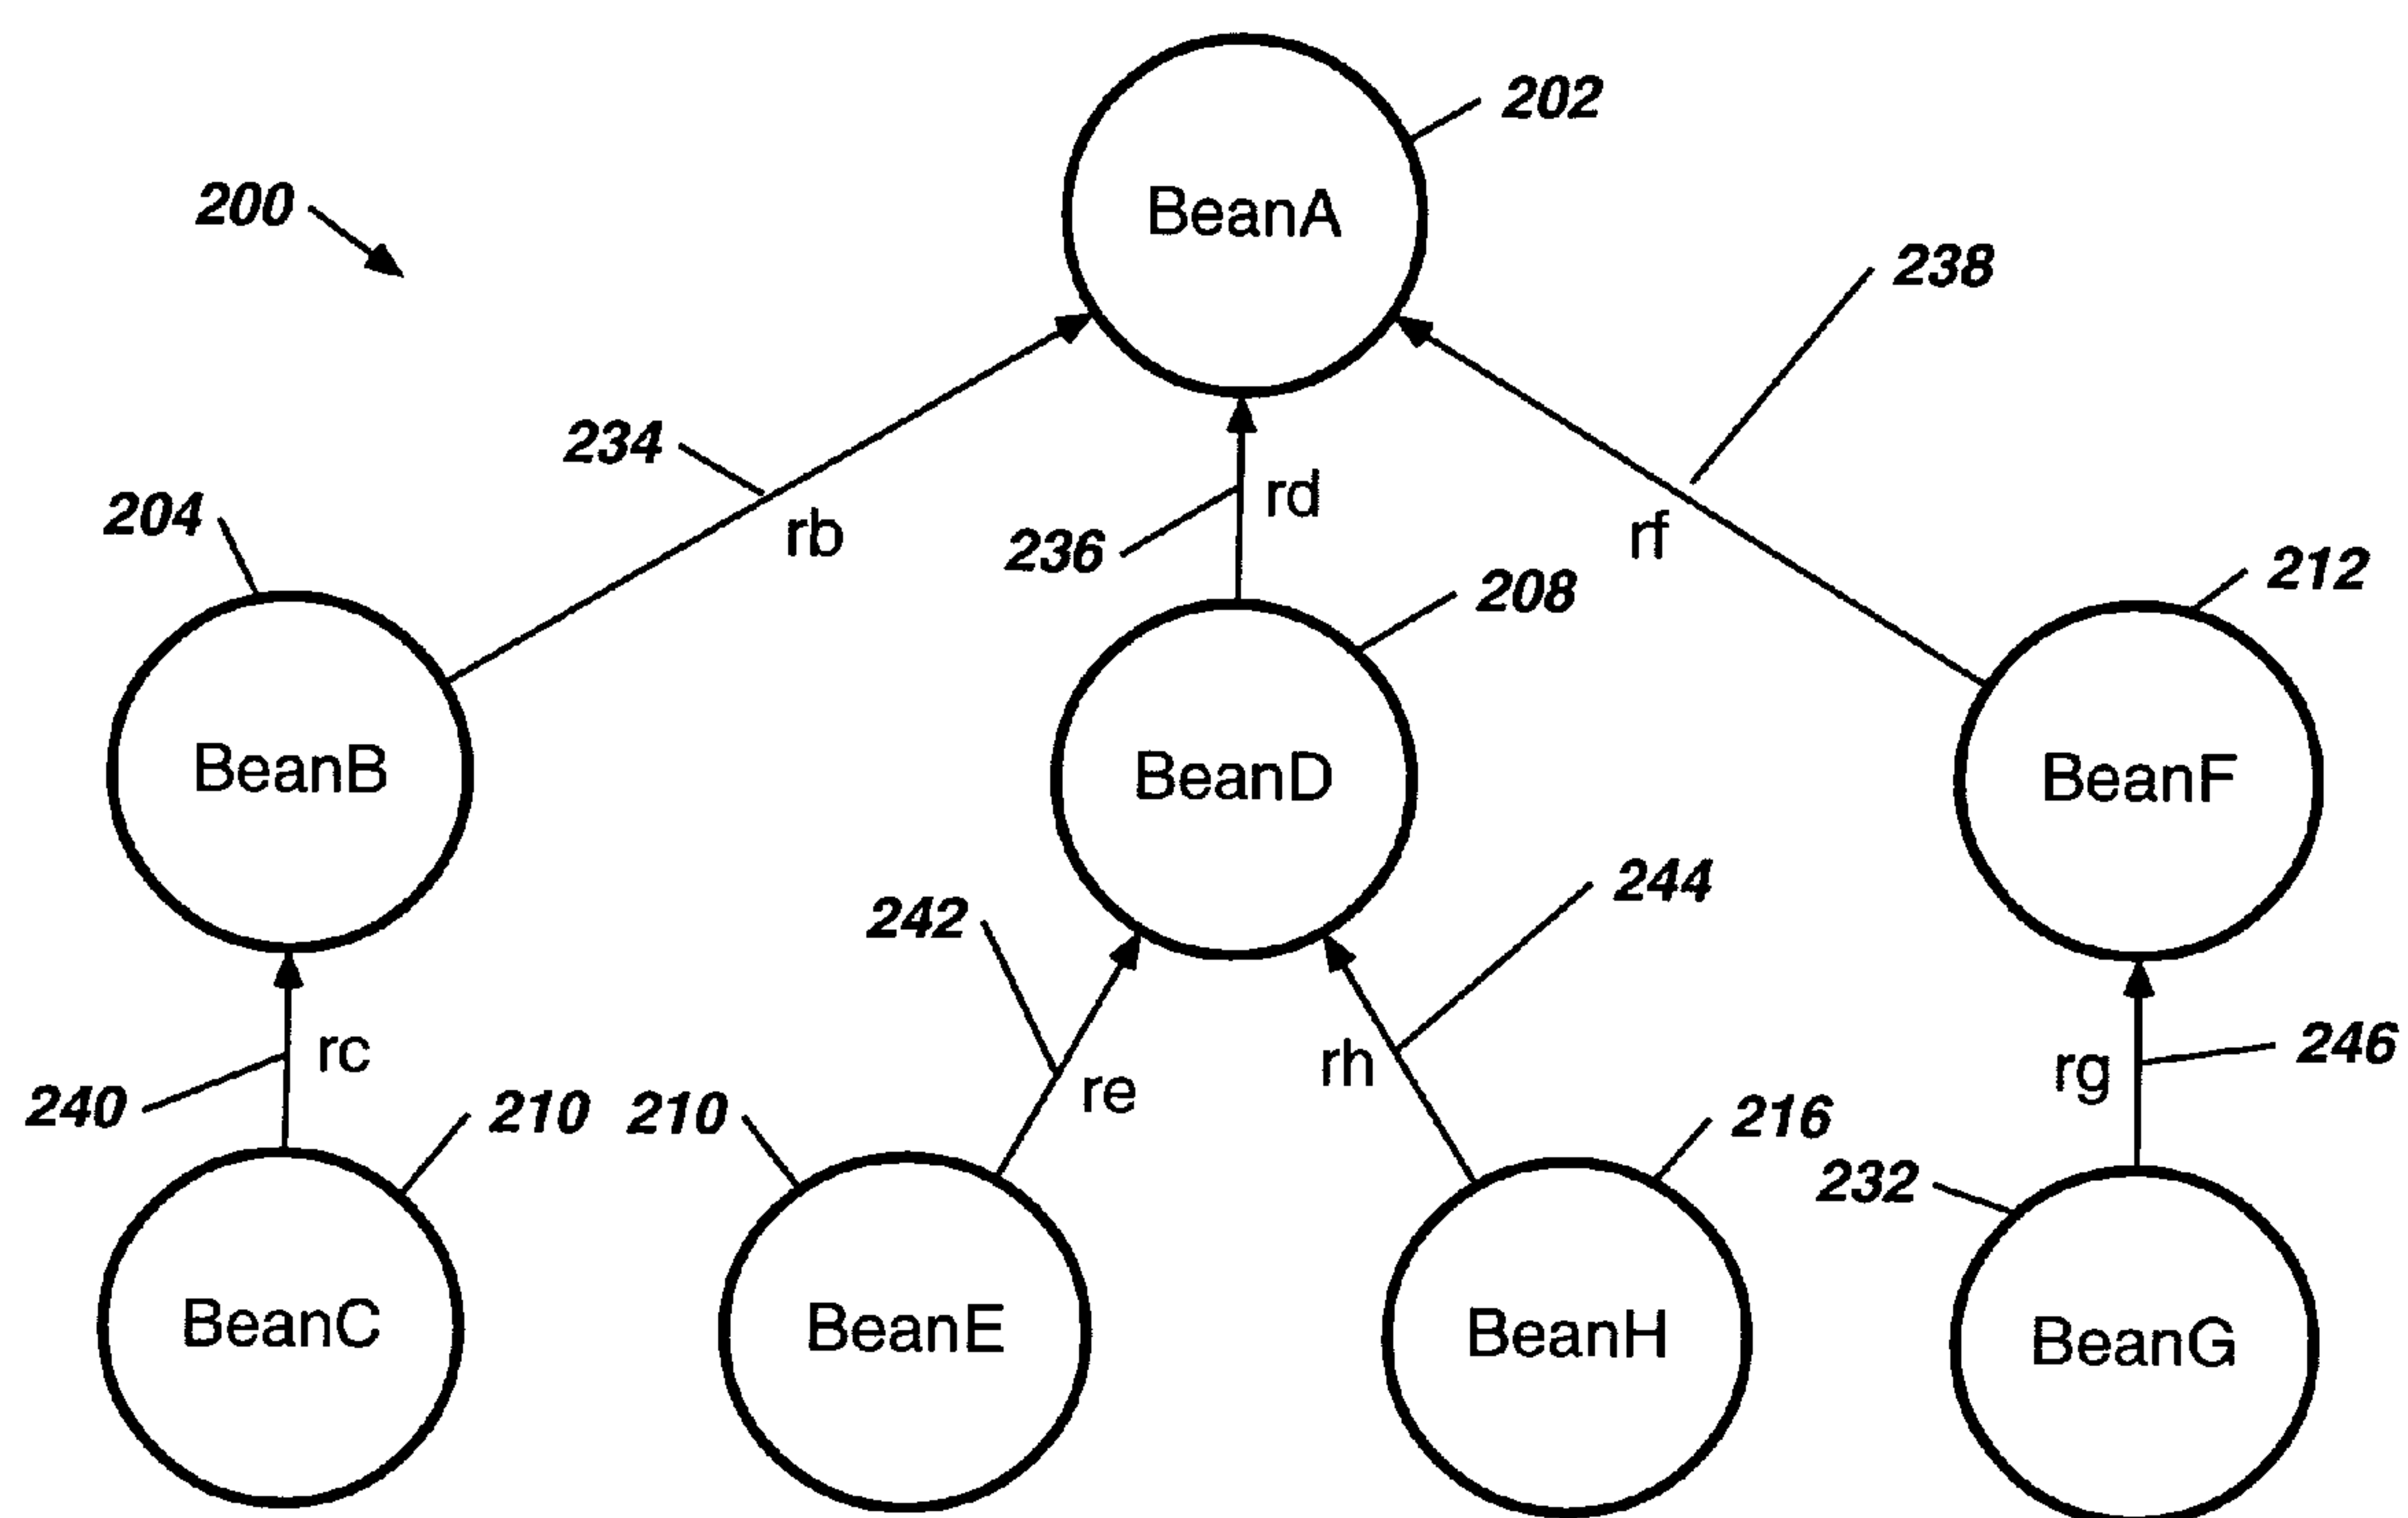 202
200
BeanA
238
234
rd
204
rb
236
rf
212
208
BeanB
BeanD
BeanF
244
242
rc
rh
246
240
210
210
re
rg
216
232
BeanC
BeanE
BeanH
BeanG